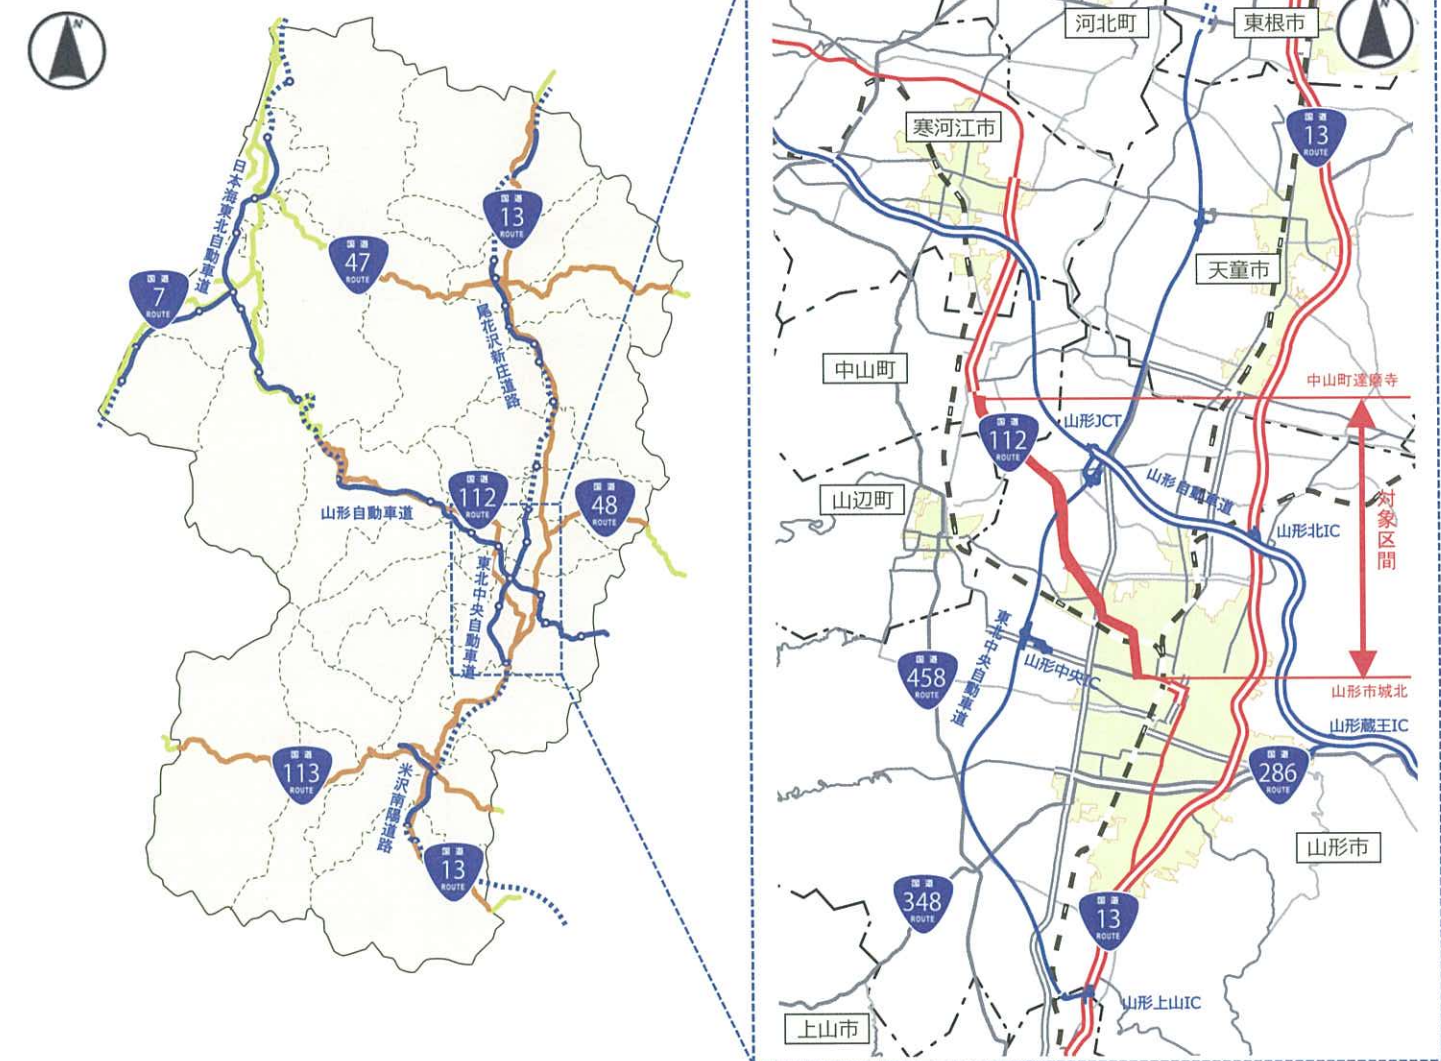 N
日本海東北自動車道
国道
7
ROUTE
国道
47
ROUTE
国道
13
ROUTE
尾花沢新庄道路
国道
112
ROUTE
国道
48
ROUTE
山形自動車道
東北中央自動車道
国道
113
ROUTE
米沢南陽道路
国道
13
ROUTE
河北町
東根市
N
寒河江市
国道
13
ROUTE
天童市
中山町
中山町達磨寺
国道
112
ROUTE
山形JCT
山形自動車道
山辺町
対象区間
山形北IC
東北中央自動車道
山形中央IC
国道
458
ROUTE
山形市城北
山形蔵王IC
国道
286
ROUTE
山形市
国道
348
ROUTE
国道
13
ROUTE
山形上山IC
上山市